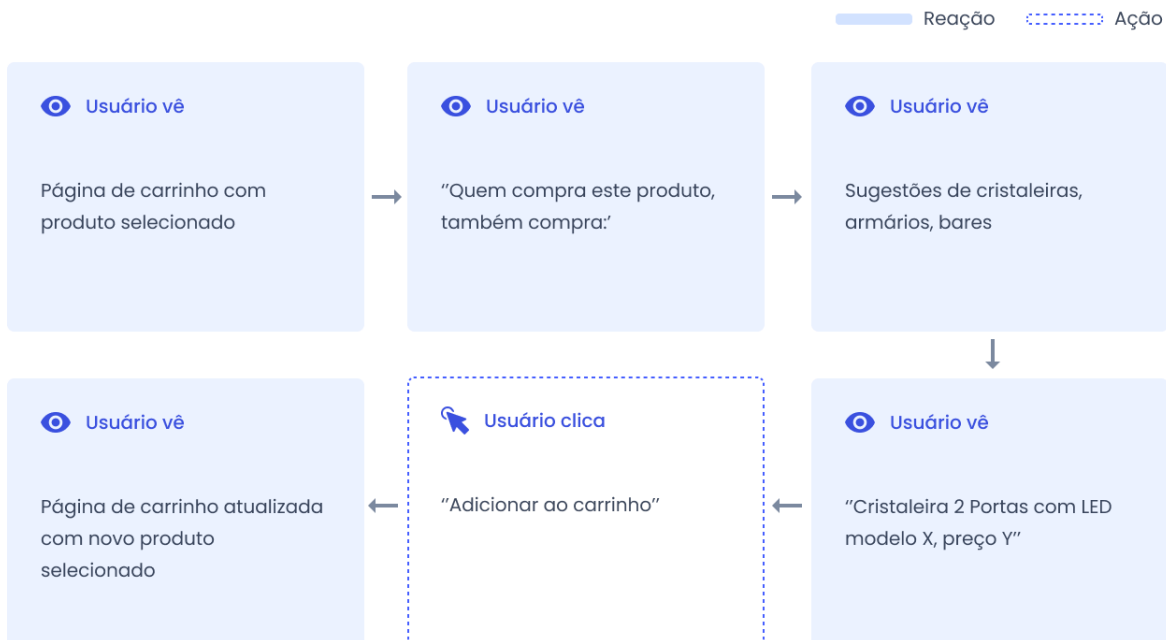 Reação
Ação
Usuário vê
Página de carrinho com
produto selecionado
Usuário vê
‘’Quem compra este produto,
também compra:’
Usuário vê
Sugestões de cristaleiras,
armários, bares
Usuário vê
‘’Cristaleira 2 Portas com LED
modelo X, preço Y’’
Usuário clica
‘’Adicionar ao carrinho’’
Usuário vê
Página de carrinho atualizada
com novo produto
selecionado